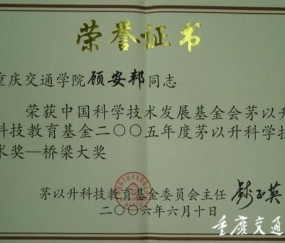 荣誉证书
重庆交通学院顾安邦同志
荣获中国科学技术发展基金会茅以升
科技教育基金二〇〇五年度茅以升科学技
术奖—桥梁大奖
茅以升科技教育基金委员会主任 钱正英
二〇〇六年六月十日
重庆交通